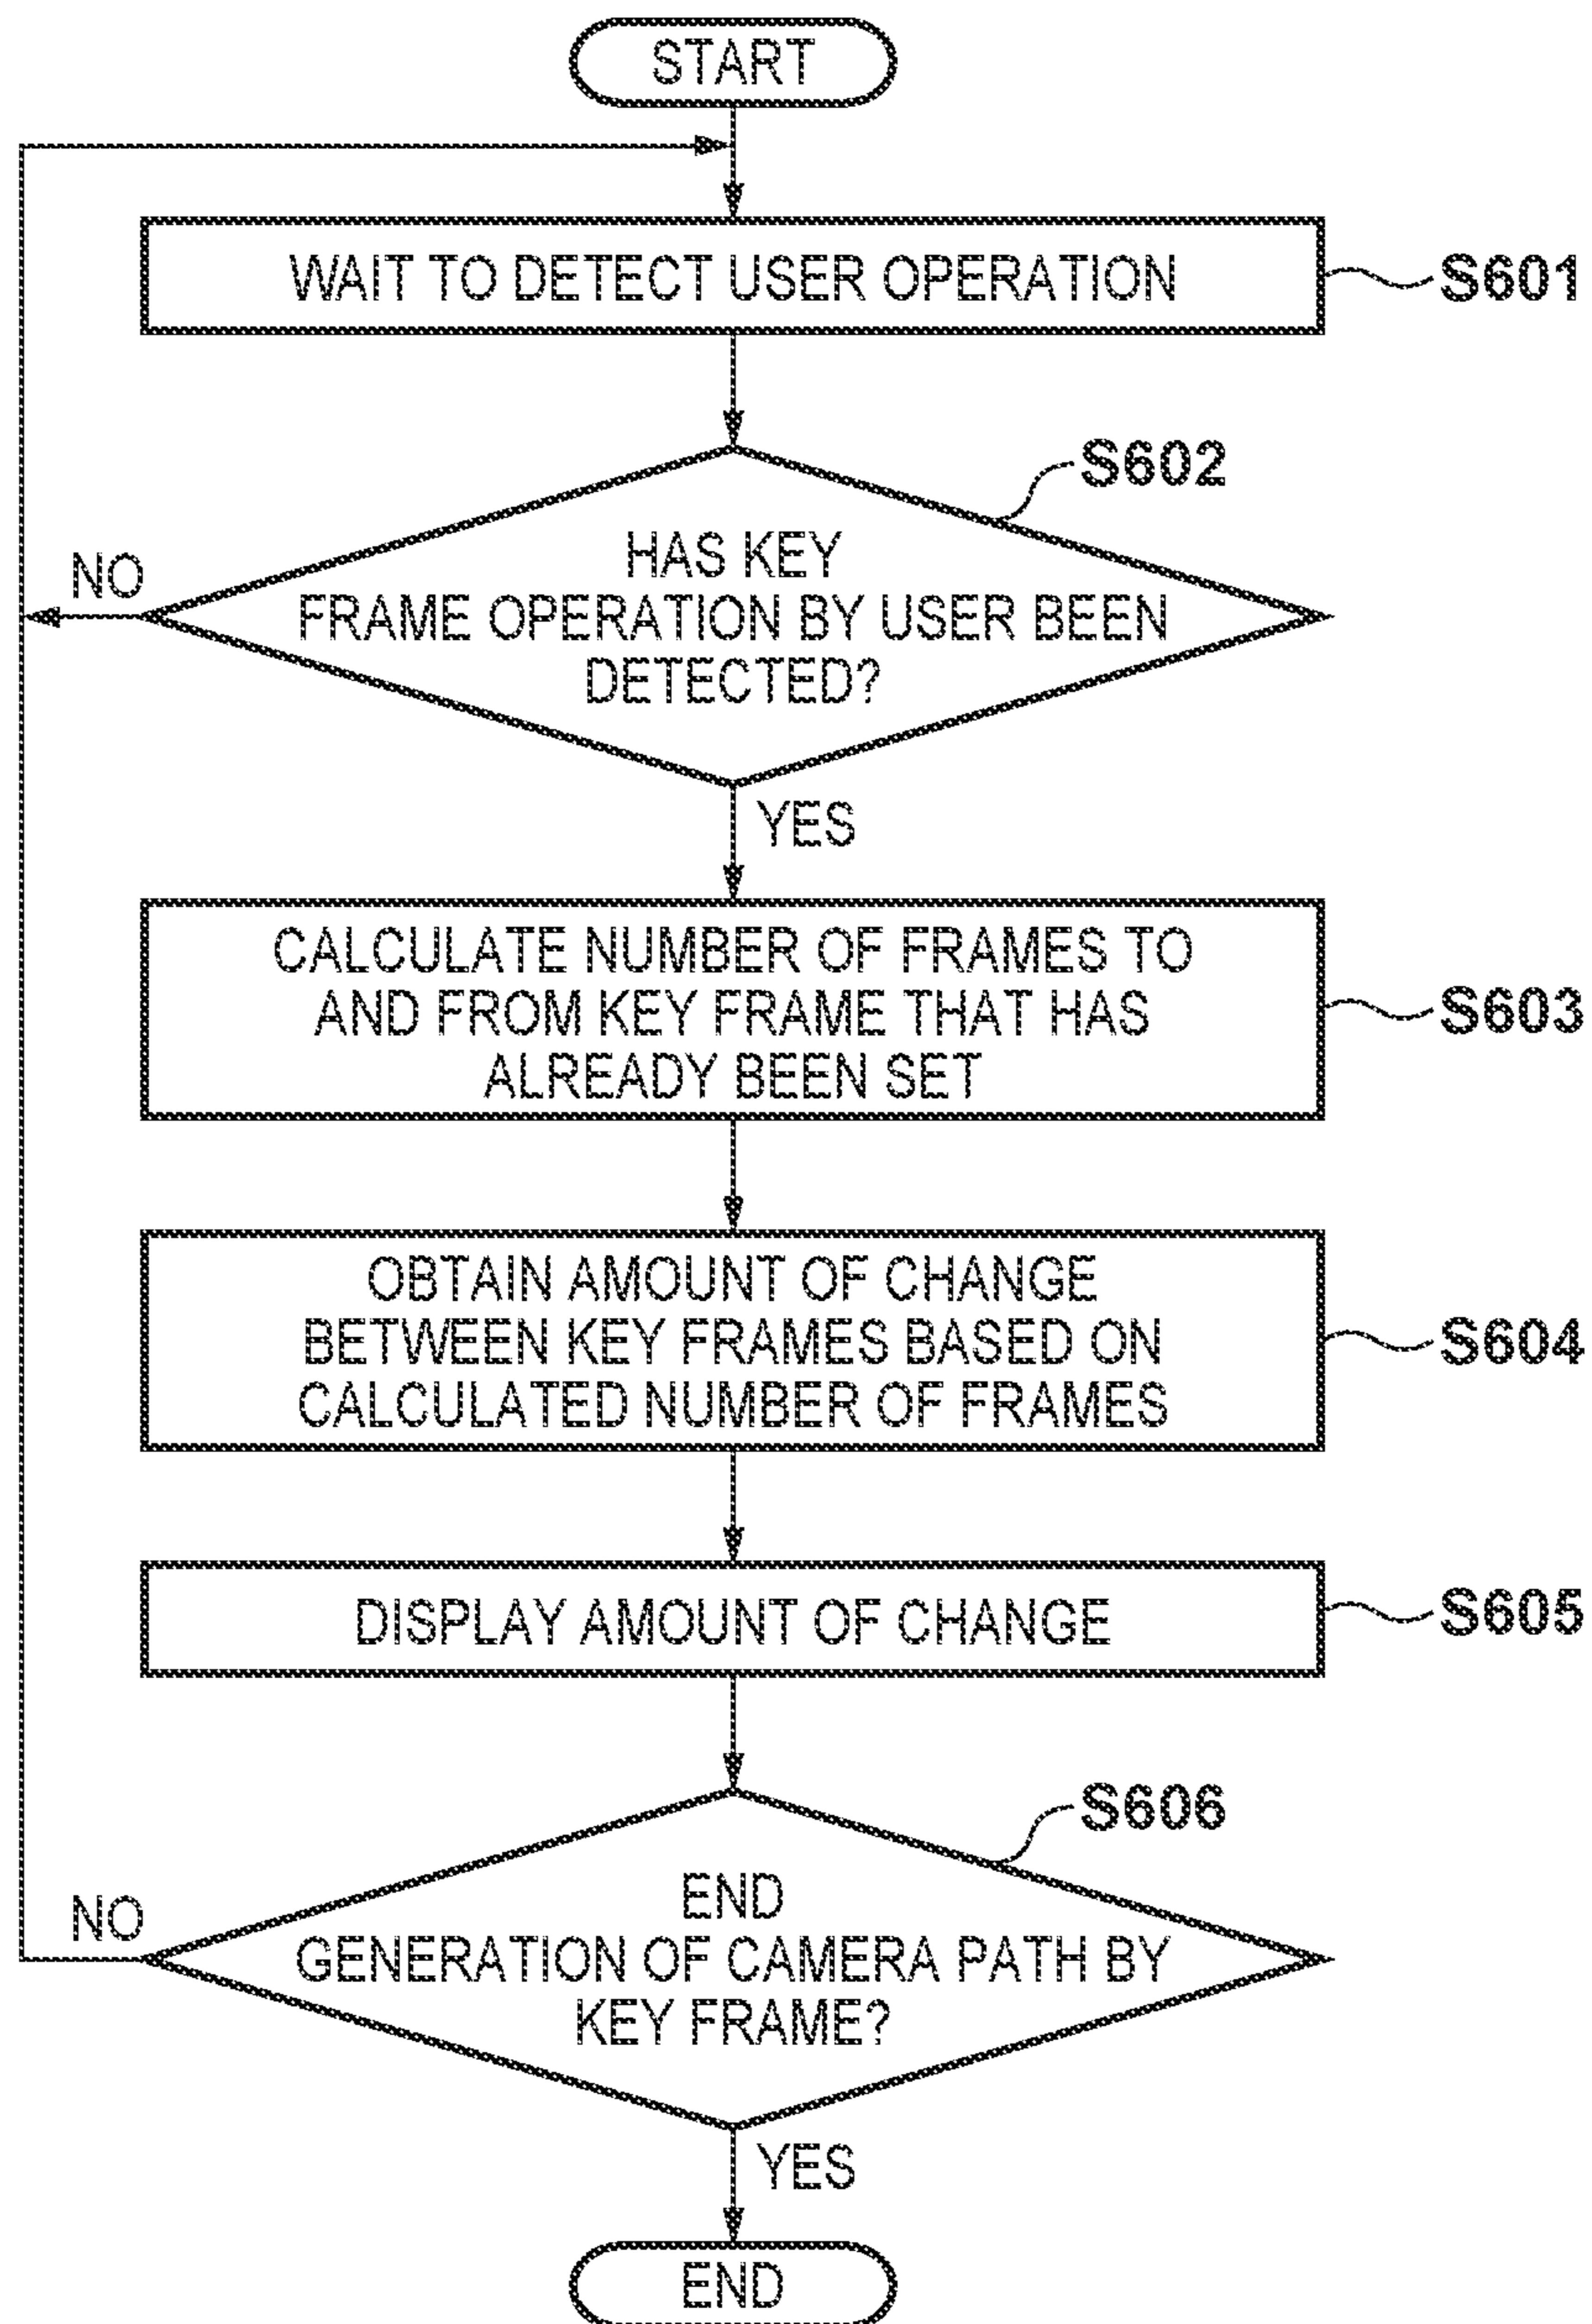 START
WAIT TO DETECT USER OPERATION
S601
S602
HAS KEY
FRAME OPERATION BY USER BEEN
DETECTED?
NO
YES
CALCULATE NUMBER OF FRAMES TO
AND FROM KEY FRAME THAT HAS
ALREADY BEEN SET
S603
OBTAIN AMOUNT OF CHANGE
BETWEEN KEY FRAMES BASED ON
CALCULATED NUMBER OF FRAMES
S604
DISPLAY AMOUNT OF CHANGE
S605
S606
END
GENERATION OF CAMERA PATH BY
KEY FRAME?
NO
YES
END